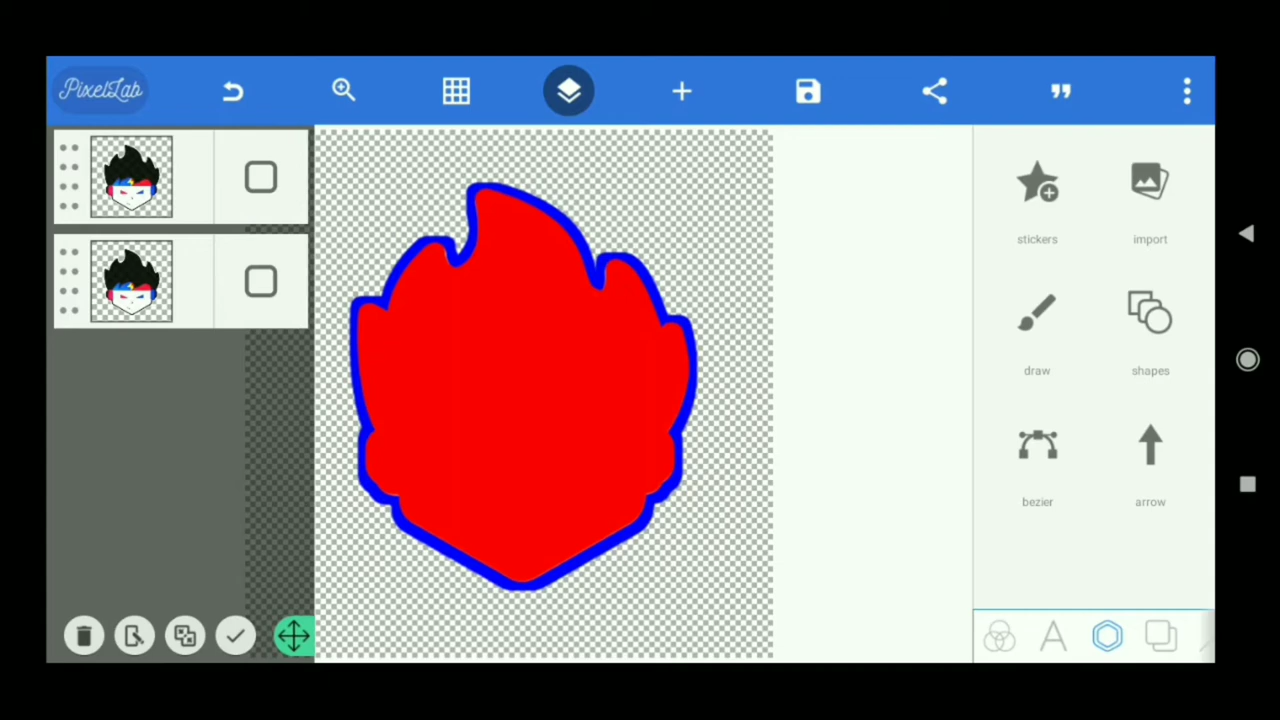 PixelLab
stickers
import
draw
shapes
bezier
arrow